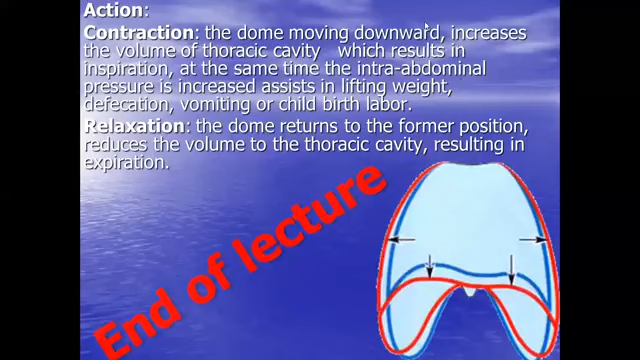 Action:
Contraction: the dome moving downward, increases
the volume of thoracic cavity which results in
inspiration, at the same time the intra-abdominal
pressure is increased assists in lifting weight,
defecation, vomiting or child birth labor.
Relaxation: the dome returns to the former position,
reduces the volume to the thoracic cavity, resulting in
expiration.
End of lecture